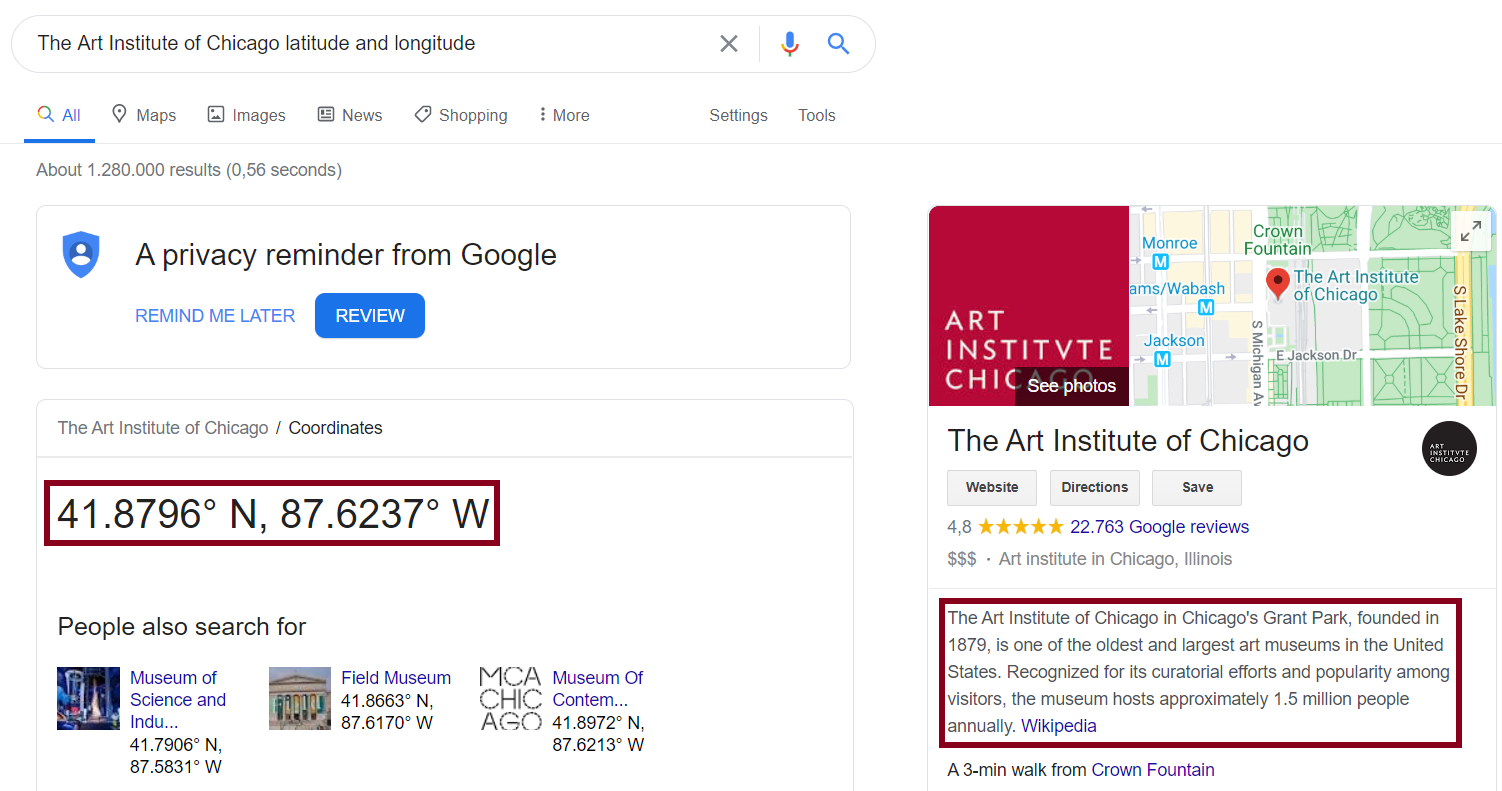 The Art Institute of Chicago latitude and longitude
All Maps Images News Shopping More Settings Tools
About 1.280.000 results (0,56 seconds)
A privacy reminder from Google
REMIND ME LATER REVIEW
The Art Institute of Chicago / Coordinates
41.8796° N, 87.6237° W
People also search for
Museum of
Science and
Indu...
41.7906° N,
87.5831° W
Field Museum
41.8663° N,
87.6170° W
MCA
CHIC
AGO
Museum Of
Contem...
41.8972° N,
87.6213° W
ART
INSTITVTE
CHICAGO
See photos
Crown
Fountain
Monroe
M
The Art Institute
of Chicago
ams/Wabash
M
Jackson
M
S Michigan Av
E Jackson Dr
S Lake Shore Dr
The Art Institute of Chicago
ART
INSTITVTE
CHICAGO
Website Directions Save
4,8 ★★★★★ 22.763 Google reviews
$$$ · Art institute in Chicago, Illinois
The Art Institute of Chicago in Chicago's Grant Park, founded in
1879, is one of the oldest and largest art museums in the United
States. Recognized for its curatorial efforts and popularity among
visitors, the museum hosts approximately 1.5 million people
annually. Wikipedia
A 3-min walk from Crown Fountain